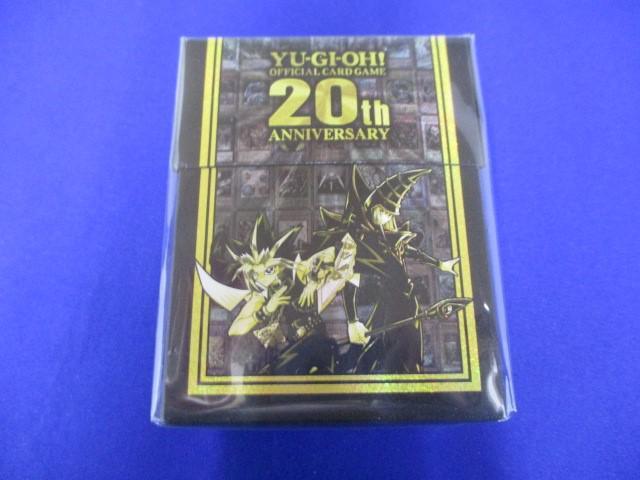 YU-GI-OH!
OFFICIAL CARD GAME
20th
ANNIVERSARY